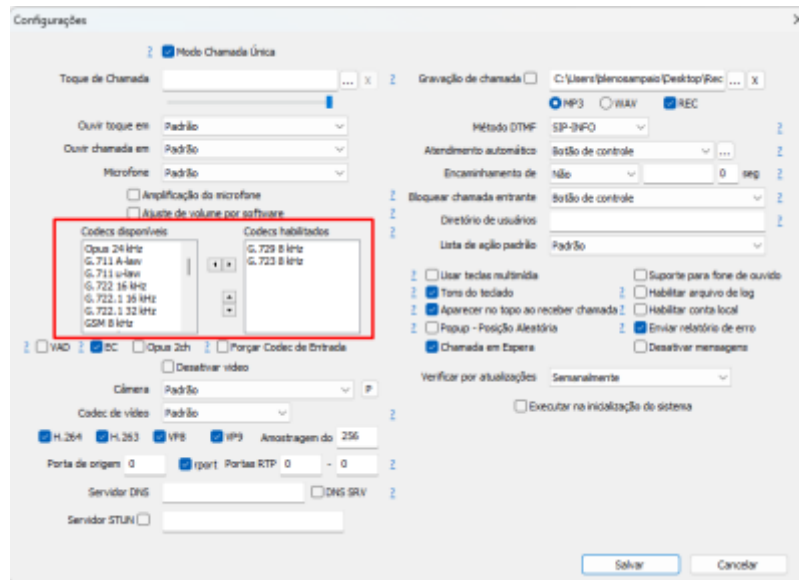 Configurações
? Modo Chamada Única
Toque de Chamada ... X ?
Ouvir toque em Padrão
Ouvir chamada em Padrão
Microfone Padrão
Amplificação do microfone ?
Ajuste de volume por software ?
Codecs disponíveis Codecs habilitados ?
Opus 24 kHz G.729 8 kHz
G.711 A-law G.723 8 kHz
G.711 u-law
G.722 16 kHz
G.722.1 16 kHz
G.722.1 32 kHz
GSM 8 kHz
? VAD ? EC Opus 2ch ? Forçar Codec de Entrada
Desativar vídeo
Câmera Padrão P
Codec de vídeo Padrão ?
H.264 H.263 VP8 VP9 Amostragem do 256
Porta de origem 0 rport Portas RTP 0 - 0 ?
Servidor DNS DNS SRV ?
Servidor STUN
Gravação de chamada C:\Users\plenosampaio\Desktop\Rec ... X
MP3 WAV REC
Método DTMF SIP-INFO ?
Atendimento automático Botão de controle ... ?
Encaminhamento de Não 0 seg ?
Bloquear chamada entrante Botão de controle ?
Diretório de usuários ?
Lista de ação padrão Padrão
? Usar teclas multimídia Suporte para fone de ouvido
? Tons do teclado ? Habilitar arquivo de log
? Aparecer no topo ao receber chamada ? Habilitar conta local
? Popup - Posição Aleatória ? Enviar relatório de erro
Chamada em Espera Desativar mensagens
Verificar por atualizações Semanalmente
Executar na inicialização do sistema
Salvar Cancelar